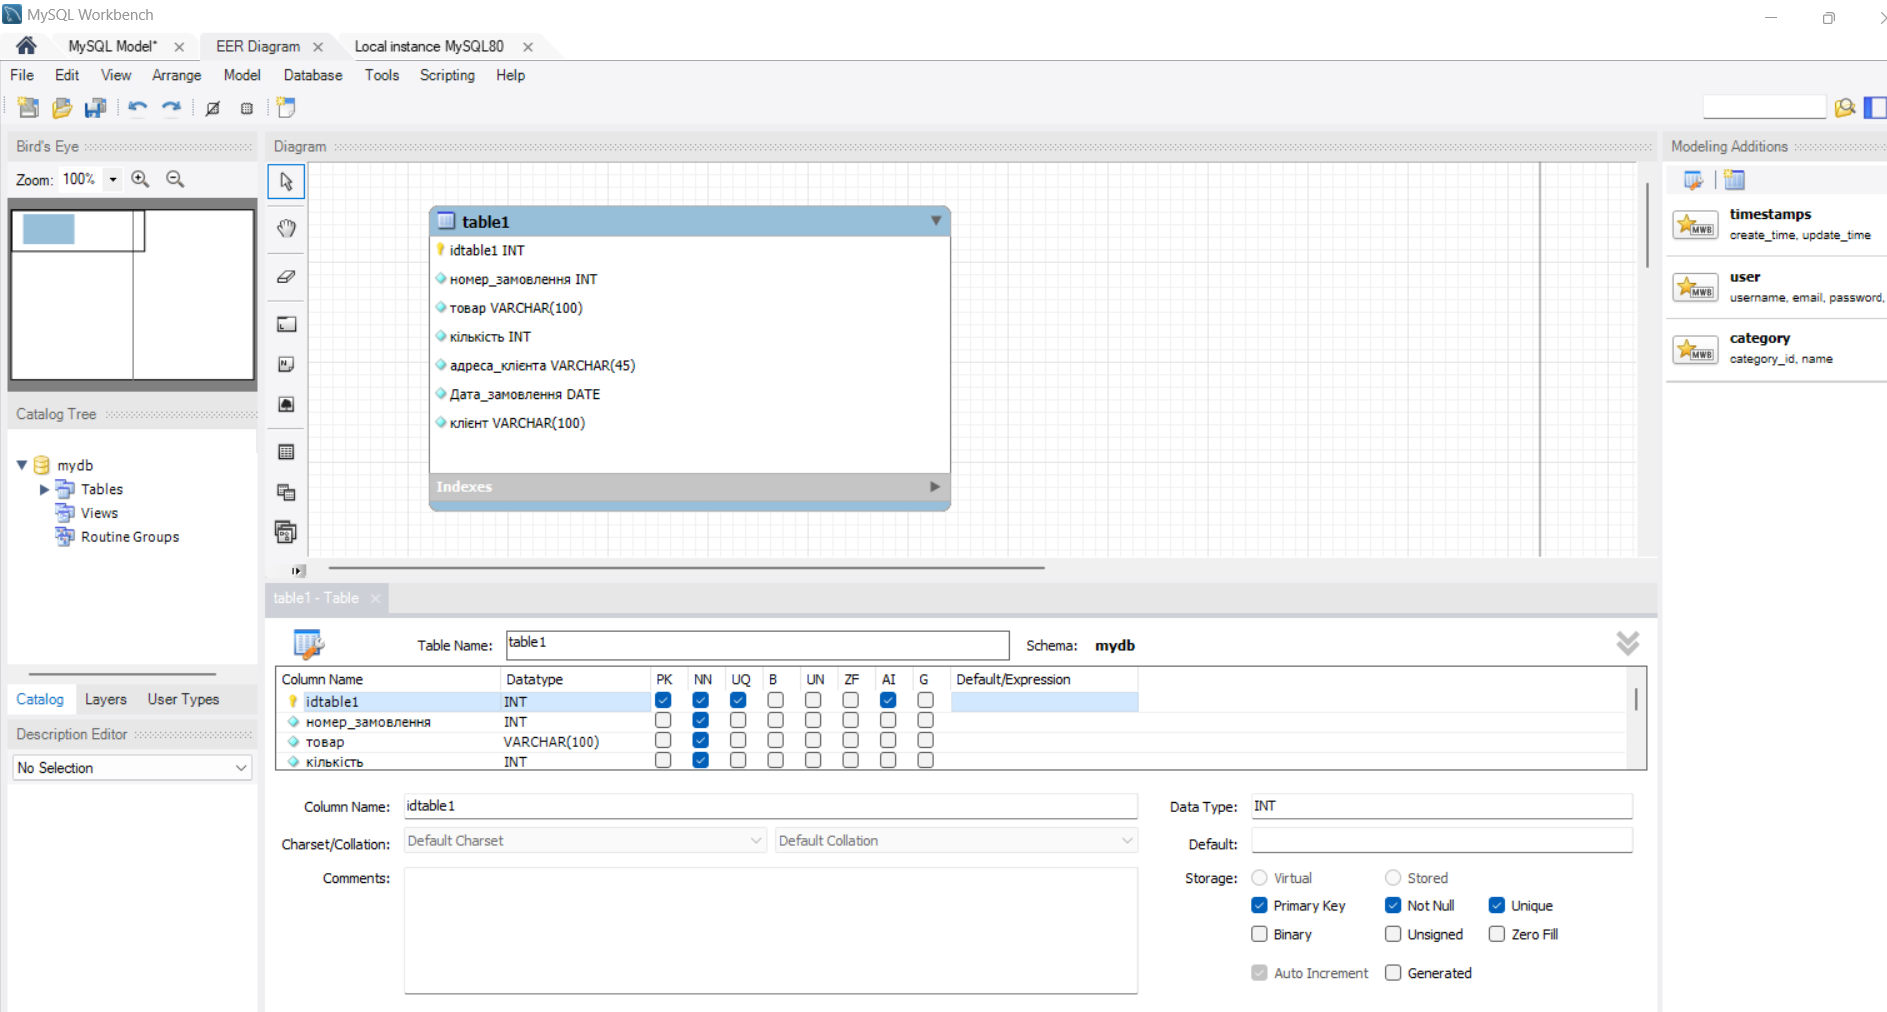 MySQL Workbench
MySQL Model* EER Diagram Local instance MySQL80
File Edit View Arrange Model Database Tools Scripting Help
Bird's Eye
Zoom: 100%
Diagram
Modeling Additions
table1
idtable1 INT
номер_замовлення INT
товар VARCHAR(100)
кількість INT
адреса_клієнта VARCHAR(45)
Дата_замовлення DATE
клієнт VARCHAR(100)
Indexes
timestamps
create_time, update_time
user
username, email, password,
category
category_id, name
Catalog Tree
mydb
Tables
Views
Routine Groups
Catalog Layers User Types
Description Editor
No Selection
table1 - Table
Table Name: table1 Schema: mydb
Column Name Datatype PK NN UQ B UN ZF AI G Default/Expression
idtable1 INT
номер_замовлення INT
товар VARCHAR(100)
кількість INT
Column Name: idtable1 Data Type: INT
Charset/Collation: Default Charset Default Collation Default:
Comments: Storage: Virtual Stored
Primary Key Not Null Unique
Binary Unsigned Zero Fill
Auto Increment Generated